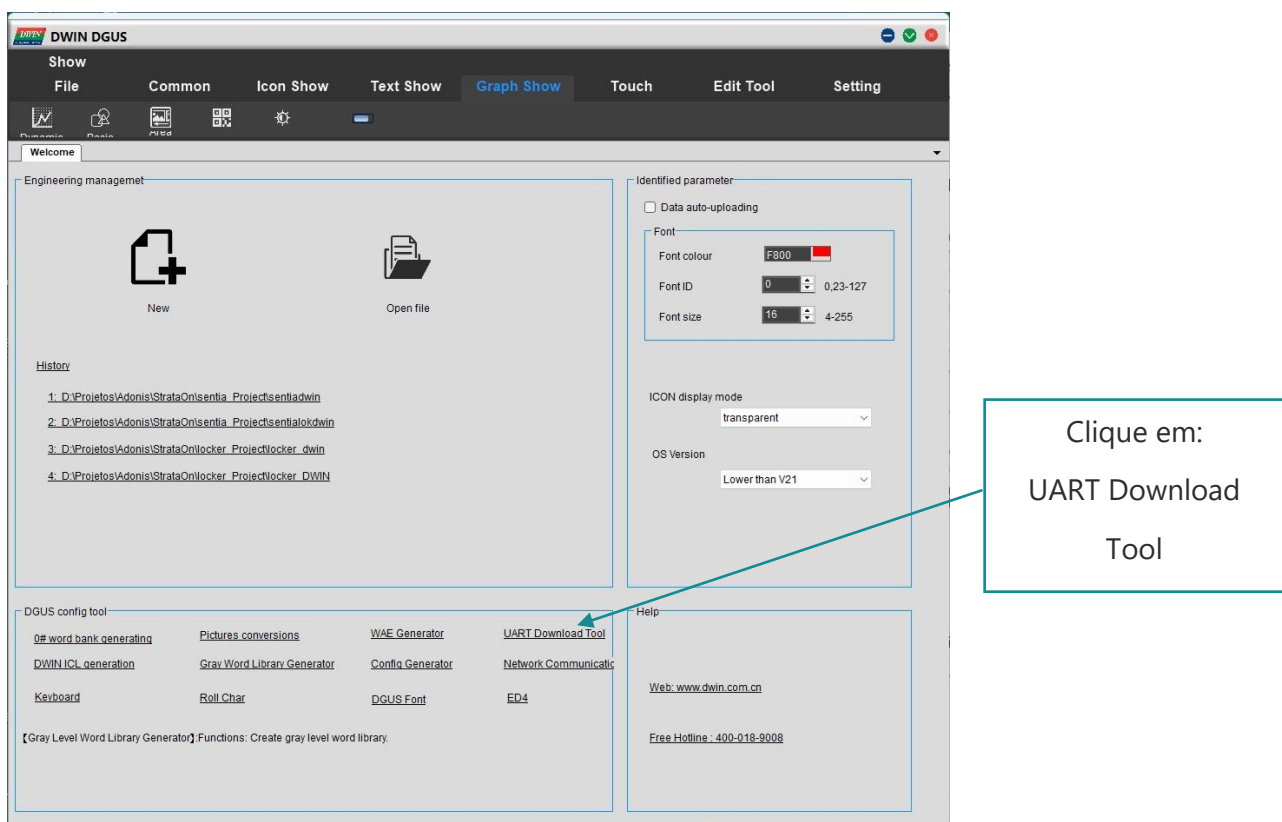 DWIN DGUS
Show
File Common Icon Show Text Show Graph Show Touch Edit Tool Setting
Welcome
Engineering managemet
New
Open file
History
1: D:\Projetos\Adonis\StrataOn\sentia_Project\sentiadwin
2: D:\Projetos\Adonis\StrataOn\sentia_Project\sentialokdwin
3: D:\Projetos\Adonis\StrataOn\locker_Project\locker_dwin
4: D:\Projetos\Adonis\StrataOn\locker_Project\locker_DWIN
Identified parameter
Data auto-uploading
Font
Font colour F800
Font ID 0 0,23-127
Font size 16 4-255
ICON display mode
transparent
OS Version
Lower than V21
Clique em:
UART Download
Tool
DGUS config tool
0# word bank generating Pictures conversions WAE Generator UART Download Tool
DWIN ICL generation Gray Word Library Generator Config Generator Network Communicatic
Keyboard Roll Char DGUS Font ED4
【Gray Level Word Library Generator】:Functions: Create gray level word library.
Help
Web: www.dwin.com.cn
Free Hotline : 400-018-9008